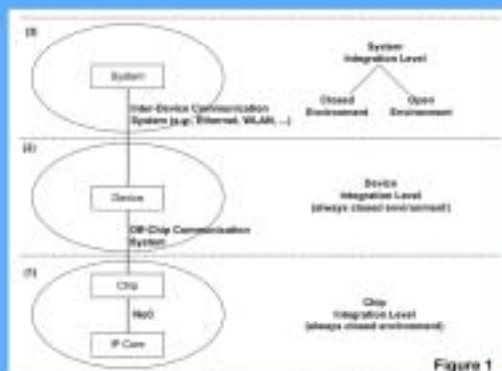 (3)
System
Inter-Device Communication
System (e.g. Ethernet, WLAN, ...)
System
Integration Level
Closed
Environment
Open
Environment
(2)
Device
Off-Chip Communication
System
Device
Integration Level
(always closed environment)
(1)
Chip
NoC
IP Core
Chip
Integration Level
(always closed environment)
Figure 1